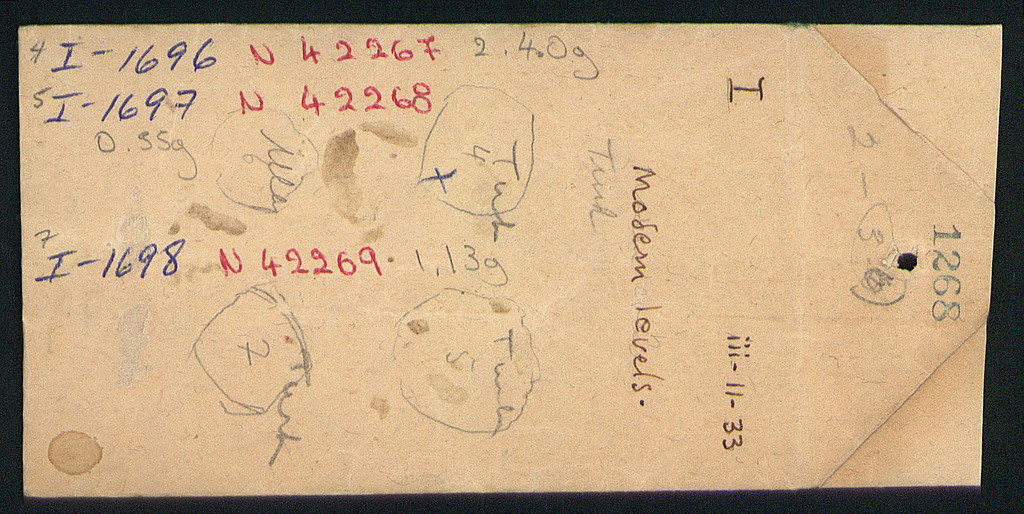 4 I-1696 N 42267 2.40g
5 I-1697 N 42268
0.55g
7 I-1698 N 42269. 1.13g
1268
I
iii-11-33
Modern levels.
Turk
Turk
4
X
6
5
Turk
7